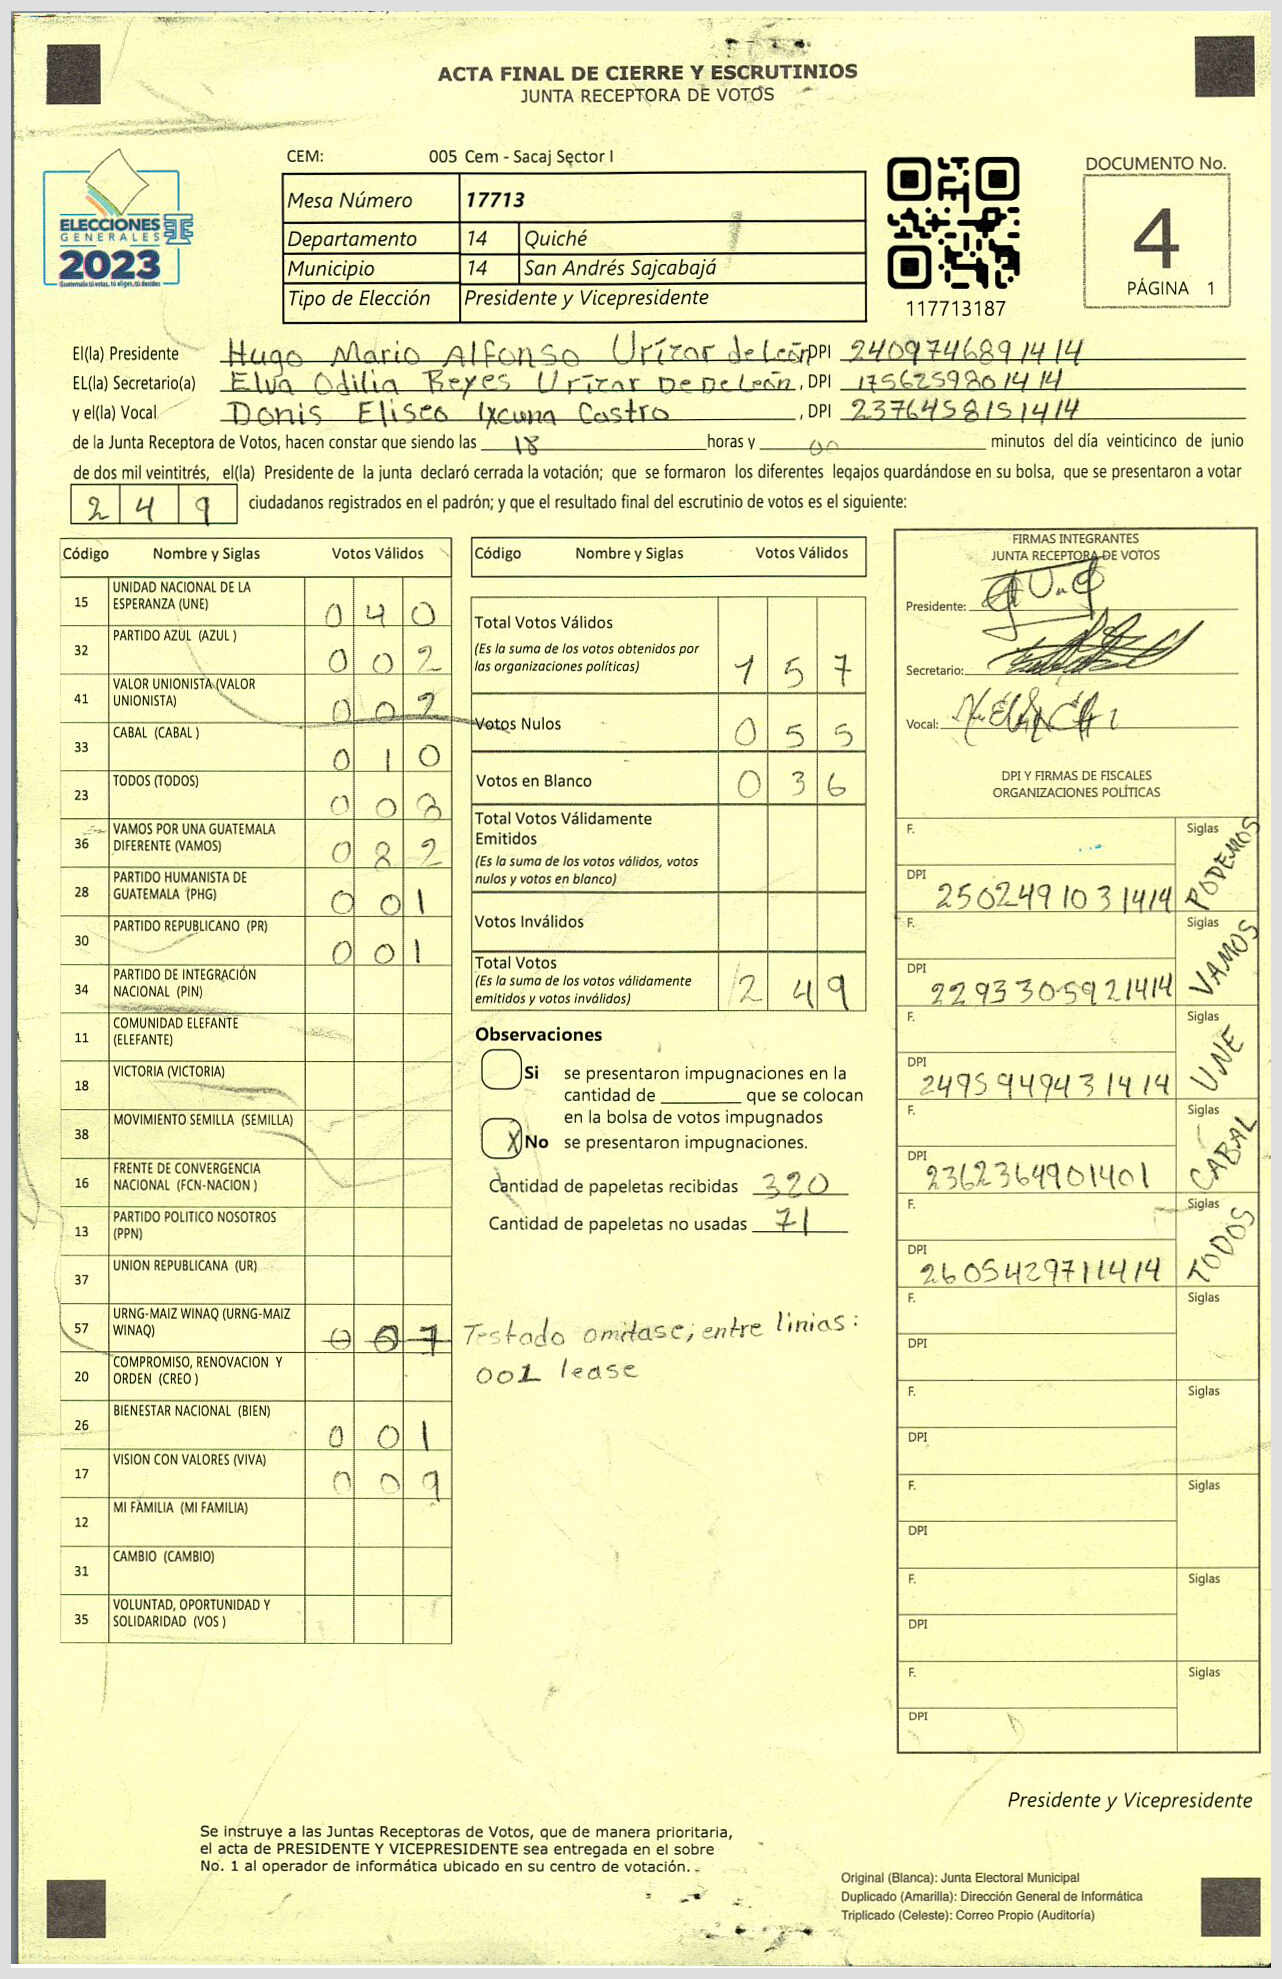 ACTA FINAL DE CIERRE Y ESCRUTINIOS
JUNTA RECEPTORA DE VOTOS
CEM: 005 Cem - Sacaj Sector I
ELECCIONES
GENERALES
2023
Guatemala tú votas, tú eliges, tú decides
Mesa Número 17713
Departamento 14 Quiché
Municipio 14 San Andrés Sajcabajá
Tipo de Elección Presidente y Vicepresidente
117713187
DOCUMENTO No.
4
PÁGINA 1
El(la) Presidente Hugo Mario Alfonso Urízar de León DPI 2409746891414
EL(la) Secretario(a) Elva Odilia Reyes Urízar De De León, DPI 1756259801414
y el(la) Vocal Donis Eliseo Ixcuna Castro, DPI 2376458151414
de la Junta Receptora de Votos, hacen constar que siendo las 18 horas y 00 minutos del día veinticinco de junio
de dos mil veintitrés, el(la) Presidente de la junta declaró cerrada la votación; que se formaron los diferentes legajos quardándose en su bolsa, que se presentaron a votar
2 4 9 ciudadanos registrados en el padrón; y que el resultado final del escrutinio de votos es el siguiente:
Código Nombre y Siglas Votos Válidos
15 UNIDAD NACIONAL DE LA ESPERANZA (UNE) 0 4 0
32 PARTIDO AZUL (AZUL ) 0 0 2
41 VALOR UNIONISTA (VALOR UNIONISTA) 0 0 2
33 CABAL (CABAL ) 0 1 0
23 TODOS (TODOS) 0 0 8
36 VAMOS POR UNA GUATEMALA DIFERENTE (VAMOS) 0 8 2
28 PARTIDO HUMANISTA DE GUATEMALA (PHG) 0 0 1
30 PARTIDO REPUBLICANO (PR) 0 0 1
34 PARTIDO DE INTEGRACIÓN NACIONAL (PIN)
11 COMUNIDAD ELEFANTE (ELEFANTE)
18 VICTORIA (VICTORIA)
38 MOVIMIENTO SEMILLA (SEMILLA)
16 FRENTE DE CONVERGENCIA NACIONAL (FCN-NACION )
13 PARTIDO POLITICO NOSOTROS (PPN)
37 UNION REPUBLICANA (UR)
57 URNG-MAIZ WINAQ (URNG-MAIZ WINAQ)
20 COMPROMISO, RENOVACION Y ORDEN (CREO )
26 BIENESTAR NACIONAL (BIEN) 0 0 1
17 VISION CON VALORES (VIVA) 0 0 9
12 MI FAMILIA (MI FAMILIA)
31 CAMBIO (CAMBIO)
35 VOLUNTAD, OPORTUNIDAD Y SOLIDARIDAD (VOS )
Código Nombre y Siglas Votos Válidos
Total Votos Válidos 1 5 7
(Es la suma de los votos obtenidos por
las organizaciones políticas)
Votos Nulos 0 5 5
Votos en Blanco 0 3 6
Total Votos Válidamente
Emitidos
(Es la suma de los votos válidos, votos
nulos y votos en blanco)
Votos Inválidos
Total Votos 2 4 9
(Es la suma de los votos válidamente
emitidos y votos inválidos)
Observaciones
Si se presentaron impugnaciones en la
cantidad de ________ que se colocan
en la bolsa de votos impugnados
X No se presentaron impugnaciones.
Cantidad de papeletas recibidas 320
Cantidad de papeletas no usadas 71
Testado omitase, entre linias:
001 lease
FIRMAS INTEGRANTES
JUNTA RECEPTORA DE VOTOS
Presidente:
Secretario:
Vocal:
DPI Y FIRMAS DE FISCALES
ORGANIZACIONES POLÍTICAS
F. Siglas PODEMOS
DPI 2502491031414
F. Siglas VAMOS
DPI 2293305921414
F. Siglas UNE
DPI 2495949431414
F. Siglas CABAL
DPI 2362364901401
F. Siglas TODOS
DPI 2605429711414
F. Siglas
DPI
F. Siglas
DPI
F. Siglas
DPI
F. Siglas
DPI
F. Siglas
DPI
Presidente y Vicepresidente
Se instruye a las Juntas Receptoras de Votos, que de manera prioritaria,
el acta de PRESIDENTE Y VICEPRESIDENTE sea entregada en el sobre
No. 1 al operador de informática ubicado en su centro de votación.
Original (Blanca): Junta Electoral Municipal
Duplicado (Amarilla): Dirección General de Informática
Triplicado (Celeste): Correo Propio (Auditoría)